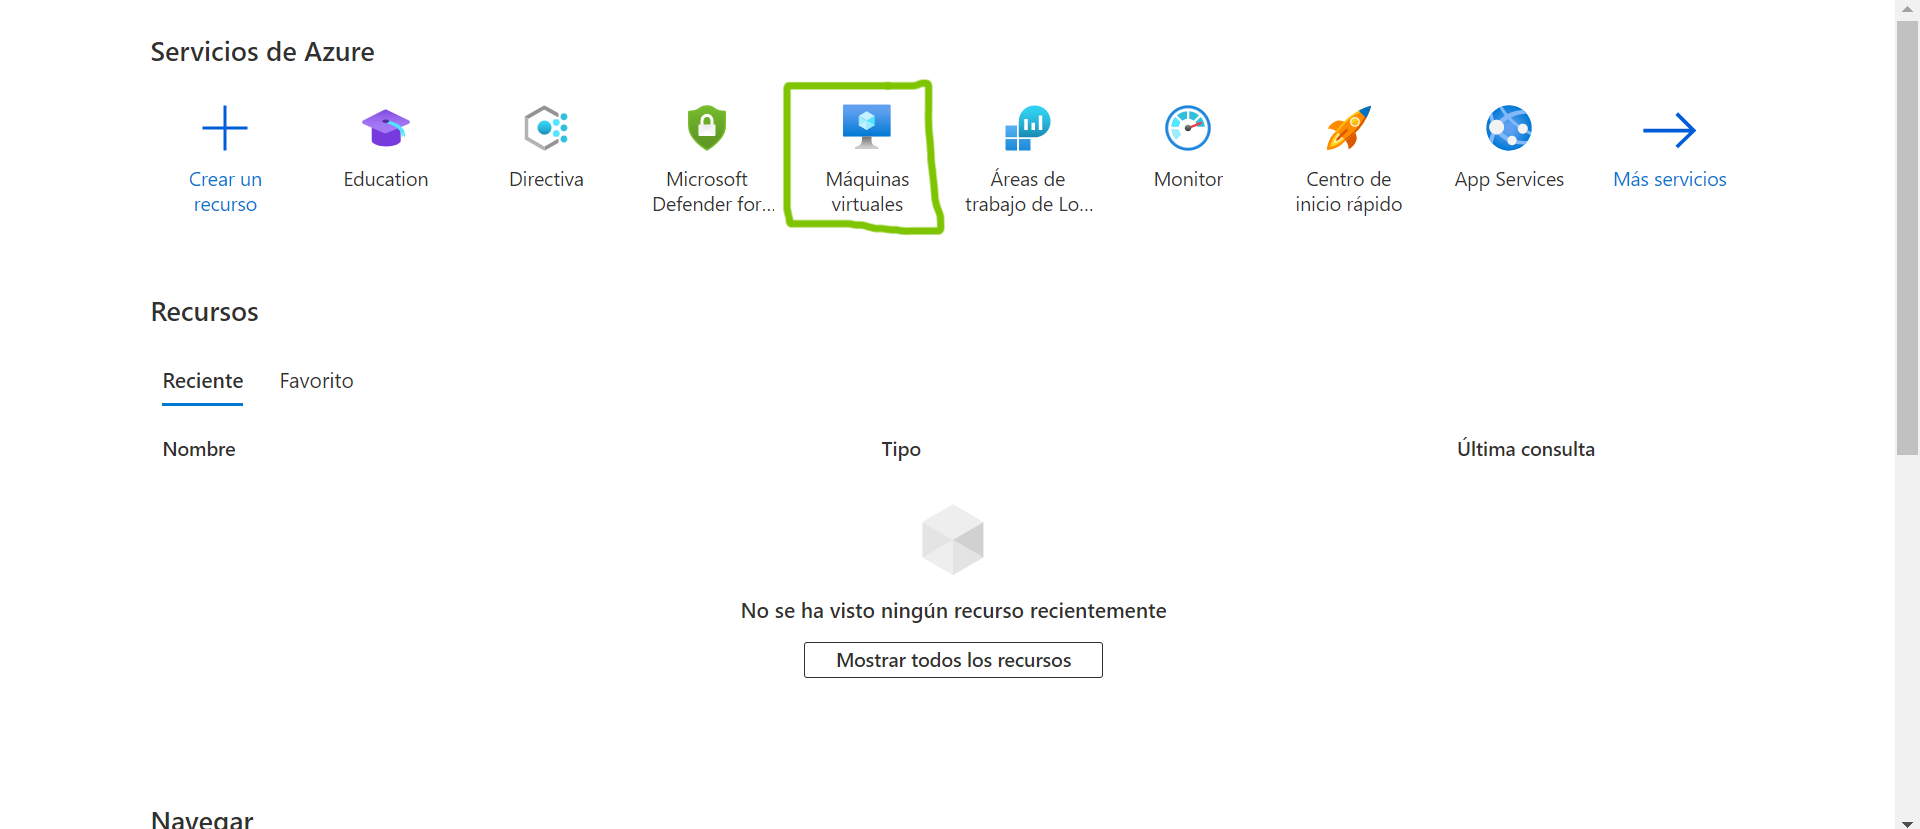 Servicios de Azure
Crear un
recurso
Education
Directiva
Microsoft
Defender for...
Máquinas
virtuales
Áreas de
trabajo de Lo...
Monitor
Centro de
inicio rápido
App Services
Más servicios
Recursos
Reciente
Favorito
Nombre
Tipo
Última consulta
No se ha visto ningún recurso recientemente
Mostrar todos los recursos
Navegar